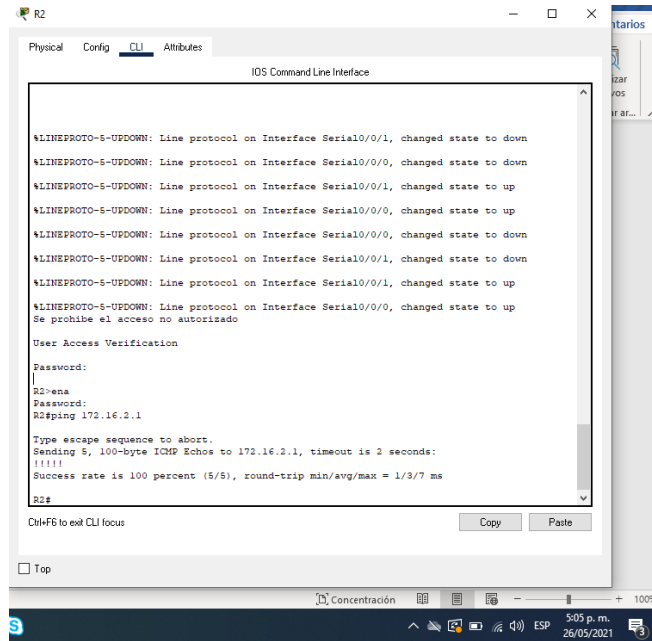 R2
Physical Config CLI Attributes
IOS Command Line Interface
%LINEPROTO-5-UPDOWN: Line protocol on Interface Serial0/0/1, changed state to down
%LINEPROTO-5-UPDOWN: Line protocol on Interface Serial0/0/0, changed state to down
%LINEPROTO-5-UPDOWN: Line protocol on Interface Serial0/0/1, changed state to up
%LINEPROTO-5-UPDOWN: Line protocol on Interface Serial0/0/0, changed state to up
%LINEPROTO-5-UPDOWN: Line protocol on Interface Serial0/0/0, changed state to down
%LINEPROTO-5-UPDOWN: Line protocol on Interface Serial0/0/1, changed state to down
%LINEPROTO-5-UPDOWN: Line protocol on Interface Serial0/0/1, changed state to up
%LINEPROTO-5-UPDOWN: Line protocol on Interface Serial0/0/0, changed state to up
Se prohibe el acceso no autorizado
User Access Verification
Password:
R2>ena
Password:
R2#ping 172.16.2.1
Type escape sequence to abort.
Sending 5, 100-byte ICMP Echos to 172.16.2.1, timeout is 2 seconds:
!!!!!
Success rate is 100 percent (5/5), round-trip min/avg/max = 1/3/7 ms
R2#
Ctrl+F6 to exit CLI focus
Copy Paste
Top
ntarios
izar
vos
ar ar...
Concentración
100%
ESP
5:05 p. m.
26/05/2021
3
S